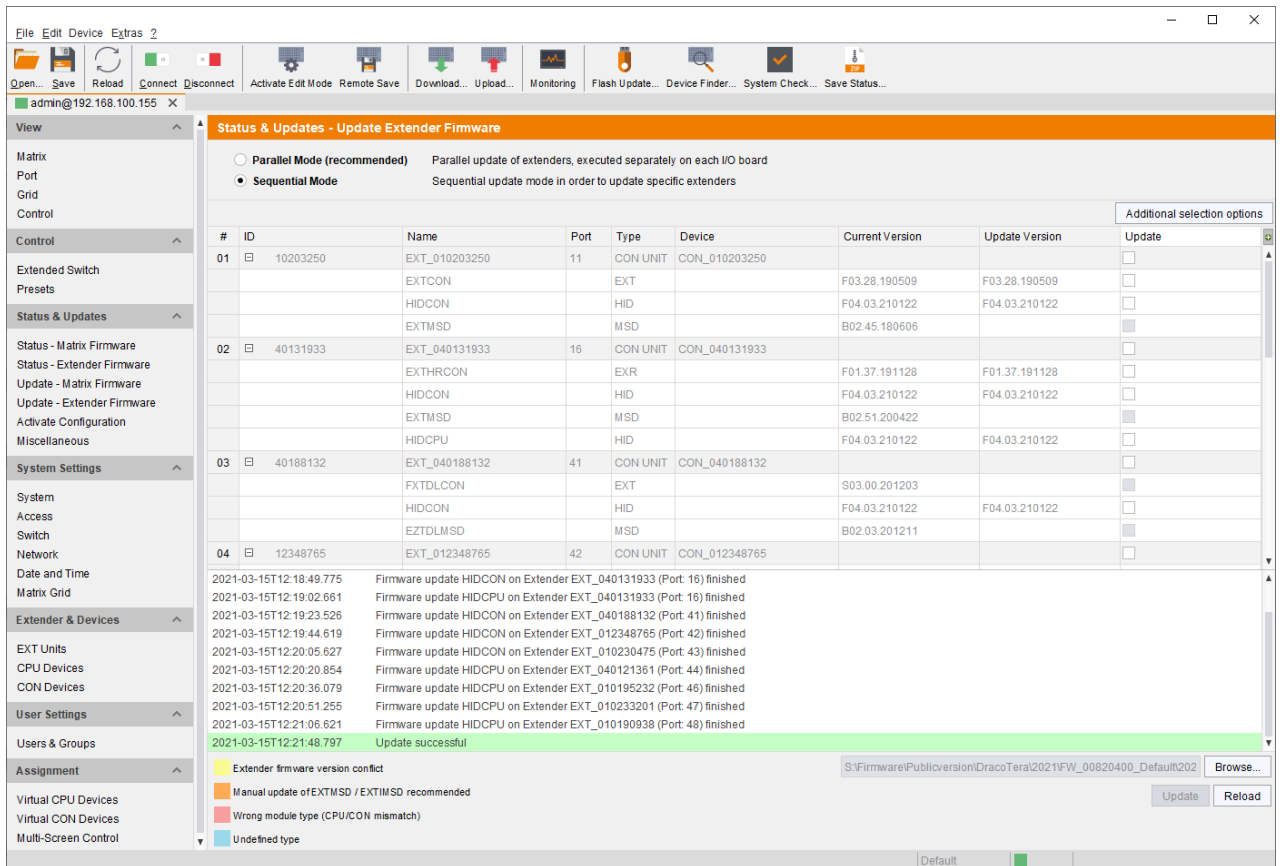 File Edit Device Extras ?
Open... Save Reload Connect Disconnect Activate Edit Mode Remote Save Download... Upload... Monitoring Flash Update... Device Finder... System Check... Save Status...
admin@192.168.100.155
View
Matrix
Port
Grid
Control
Control
Extended Switch
Presets
Status & Updates
Status - Matrix Firmware
Status - Extender Firmware
Update - Matrix Firmware
Update - Extender Firmware
Activate Configuration
Miscellaneous
System Settings
System
Access
Switch
Network
Date and Time
Matrix Grid
Extender & Devices
EXT Units
CPU Devices
CON Devices
User Settings
Users & Groups
Assignment
Virtual CPU Devices
Virtual CON Devices
Multi-Screen Control
Status & Updates - Update Extender Firmware
Parallel Mode (recommended) Parallel update of extenders, executed separately on each I/O board
Sequential Mode Sequential update mode in order to update specific extenders
Additional selection options
# ID Name Port Type Device Current Version Update Version Update
01 10203250 EXT_010203250 11 CON UNIT CON_010203250
EXTCON EXT F03.28.190509 F03.28.190509
HIDCON HID F04.03.210122 F04.03.210122
EXTMSD MSD B02.45.180606
02 40131933 EXT_040131933 16 CON UNIT CON_040131933
EXTHRCON EXR F01.37.191128 F01.37.191128
HIDCON HID F04.03.210122 F04.03.210122
EXTMSD MSD B02.51.200422
HIDCPU HID F04.03.210122 F04.03.210122
03 40188132 EXT_040188132 41 CON UNIT CON_040188132
FXTDLCON EXT S03.00.201203
HIDCON HID F04.03.210122 F04.03.210122
EZTDLMSD MSD B02.03.201211
04 12348765 EXT_012348765 42 CON UNIT CON_012348765
2021-03-15T12:18:49.775 Firmware update HIDCON on Extender EXT_040131933 (Port: 16) finished
2021-03-15T12:19:02.661 Firmware update HIDCPU on Extender EXT_040131933 (Port: 16) finished
2021-03-15T12:19:23.526 Firmware update HIDCON on Extender EXT_040188132 (Port: 41) finished
2021-03-15T12:19:44.619 Firmware update HIDCON on Extender EXT_012348765 (Port: 42) finished
2021-03-15T12:20:05.627 Firmware update HIDCON on Extender EXT_010230475 (Port: 43) finished
2021-03-15T12:20:20.854 Firmware update HIDCPU on Extender EXT_040121361 (Port: 44) finished
2021-03-15T12:20:36.079 Firmware update HIDCPU on Extender EXT_010195232 (Port: 46) finished
2021-03-15T12:20:51.255 Firmware update HIDCPU on Extender EXT_010233201 (Port: 47) finished
2021-03-15T12:21:06.621 Firmware update HIDCPU on Extender EXT_010190938 (Port: 48) finished
2021-03-15T12:21:48.797 Update successful
Extender firmware version conflict
Manual update of EXTMSD / EXTIMSD recommended
Wrong module type (CPU/CON mismatch)
Undefined type
S:\Firmware\Publicversion\DracoTera\2021\FW_00820400_Default\202 Browse...
Update Reload
Default